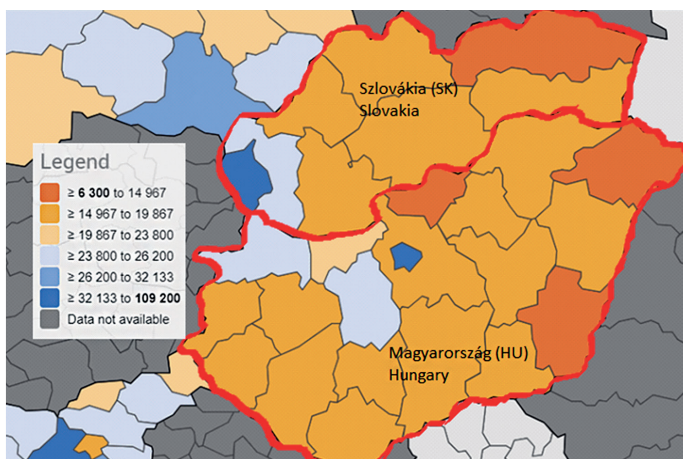 Szlovákia (SK)
Slovakia
Legend
≥ 6 300 to 14 967
≥ 14 967 to 19 867
≥ 19 867 to 23 800
≥ 23 800 to 26 200
≥ 26 200 to 32 133
≥ 32 133 to 109 200
Data not available
Magyarország (HU)
Hungary